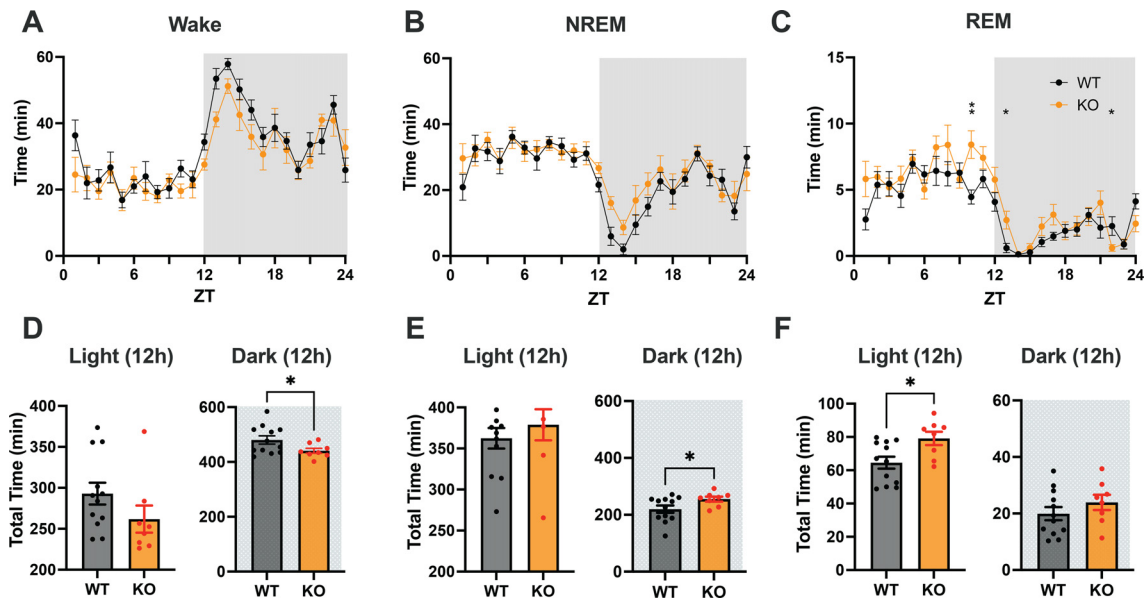 A Wake
B NREM
C REM
60
40
20
0
Time (min)
0 6 12 18 24
ZT
60
40
20
0
Time (min)
0 6 12 18 24
ZT
15
10
5
0
Time (min)
0 6 12 18 24
ZT
WT
KO
**
*
*
D
Light (12h)
Dark (12h)
400
350
300
250
200
Total Time (min)
WT KO
600
400
200
0
*
WT KO
E
Light (12h)
Dark (12h)
400
350
300
250
200
Total Time (min)
WT KO
600
400
200
0
*
WT KO
F
Light (12h)
Dark (12h)
100
80
60
40
20
0
Total Time (min)
*
WT KO
60
40
20
0
WT KO